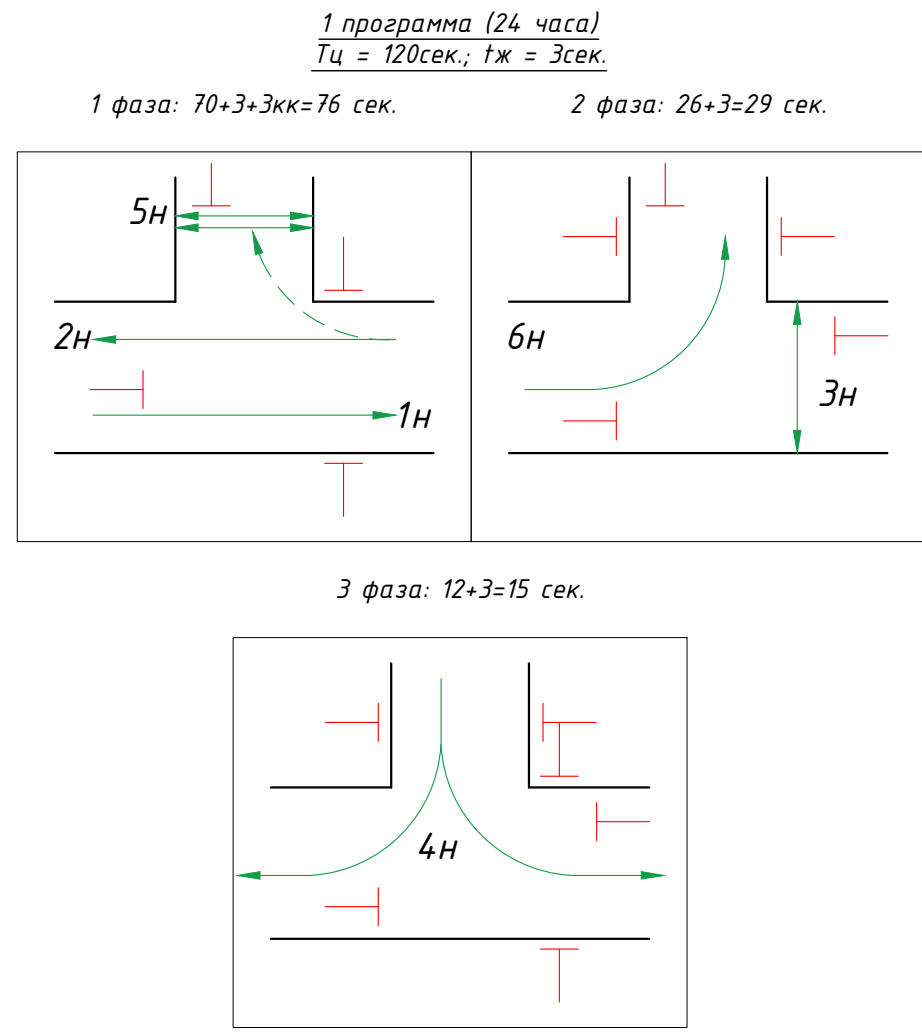 1 программа (24 часа)
Тц = 120сек.; tж = 3сек.
1 фаза: 70+3+3кк=76 сек.
2 фаза: 26+3=29 сек.
5н
2н
1н
6н
3н
3 фаза: 12+3=15 сек.
4н